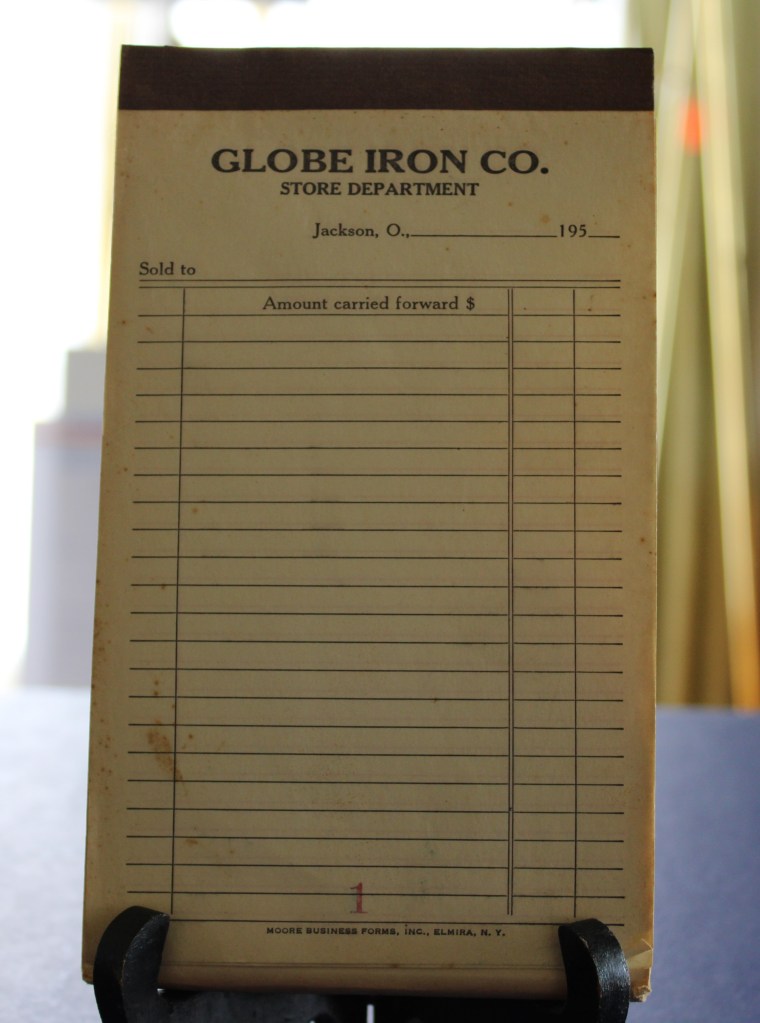 GLOBE IRON CO.
STORE DEPARTMENT
Jackson, O., 195
Sold to
Amount carried forward $
1
MOORE BUSINESS FORMS, INC., ELMIRA, N. Y.